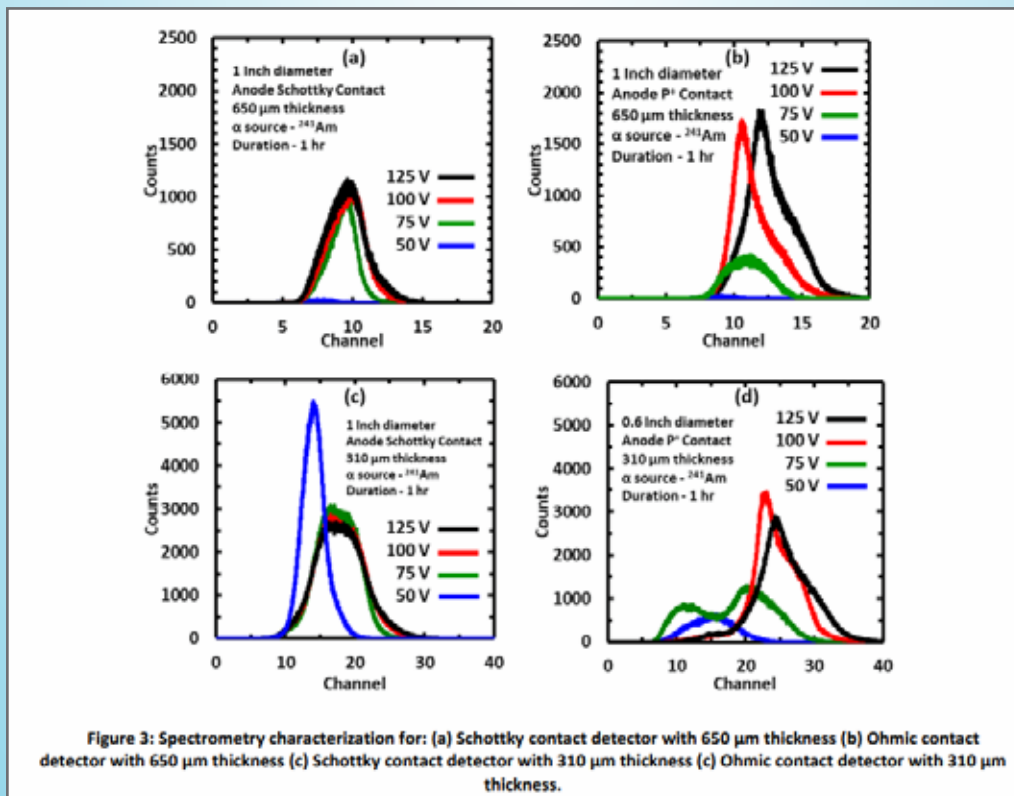 (a)
1 Inch diameter
Anode Schottky Contact
650 µm thickness
α source - ²⁴¹Am
Duration - 1 hr
125 V
100 V
75 V
50 V
Counts
2500
2000
1500
1000
500
0
0 5 10 15 20
Channel
(b)
1 Inch diameter
Anode P⁺ Contact
650 µm thickness
α source - ²⁴¹Am
Duration - 1 hr
125 V
100 V
75 V
50 V
Counts
2500
2000
1500
1000
500
0
0 5 10 15 20
Channel
(c)
1 Inch diameter
Anode Schottky Contact
310 µm thickness
α source - ²⁴¹Am
Duration - 1 hr
125 V
100 V
75 V
50 V
Counts
6000
5000
4000
3000
2000
1000
0
0 10 20 30 40
Channel
(d)
0.6 Inch diameter
Anode P⁺ Contact
310 µm thickness
α source - ²⁴¹Am
Duration - 1 hr
125 V
100 V
75 V
50 V
Counts
6000
5000
4000
3000
2000
1000
0
0 10 20 30 40
Channel
Figure 3: Spectrometry characterization for: (a) Schottky contact detector with 650 µm thickness (b) Ohmic contact
detector with 650 µm thickness (c) Schottky contact detector with 310 µm thickness (c) Ohmic contact detector with 310 µm
thickness.